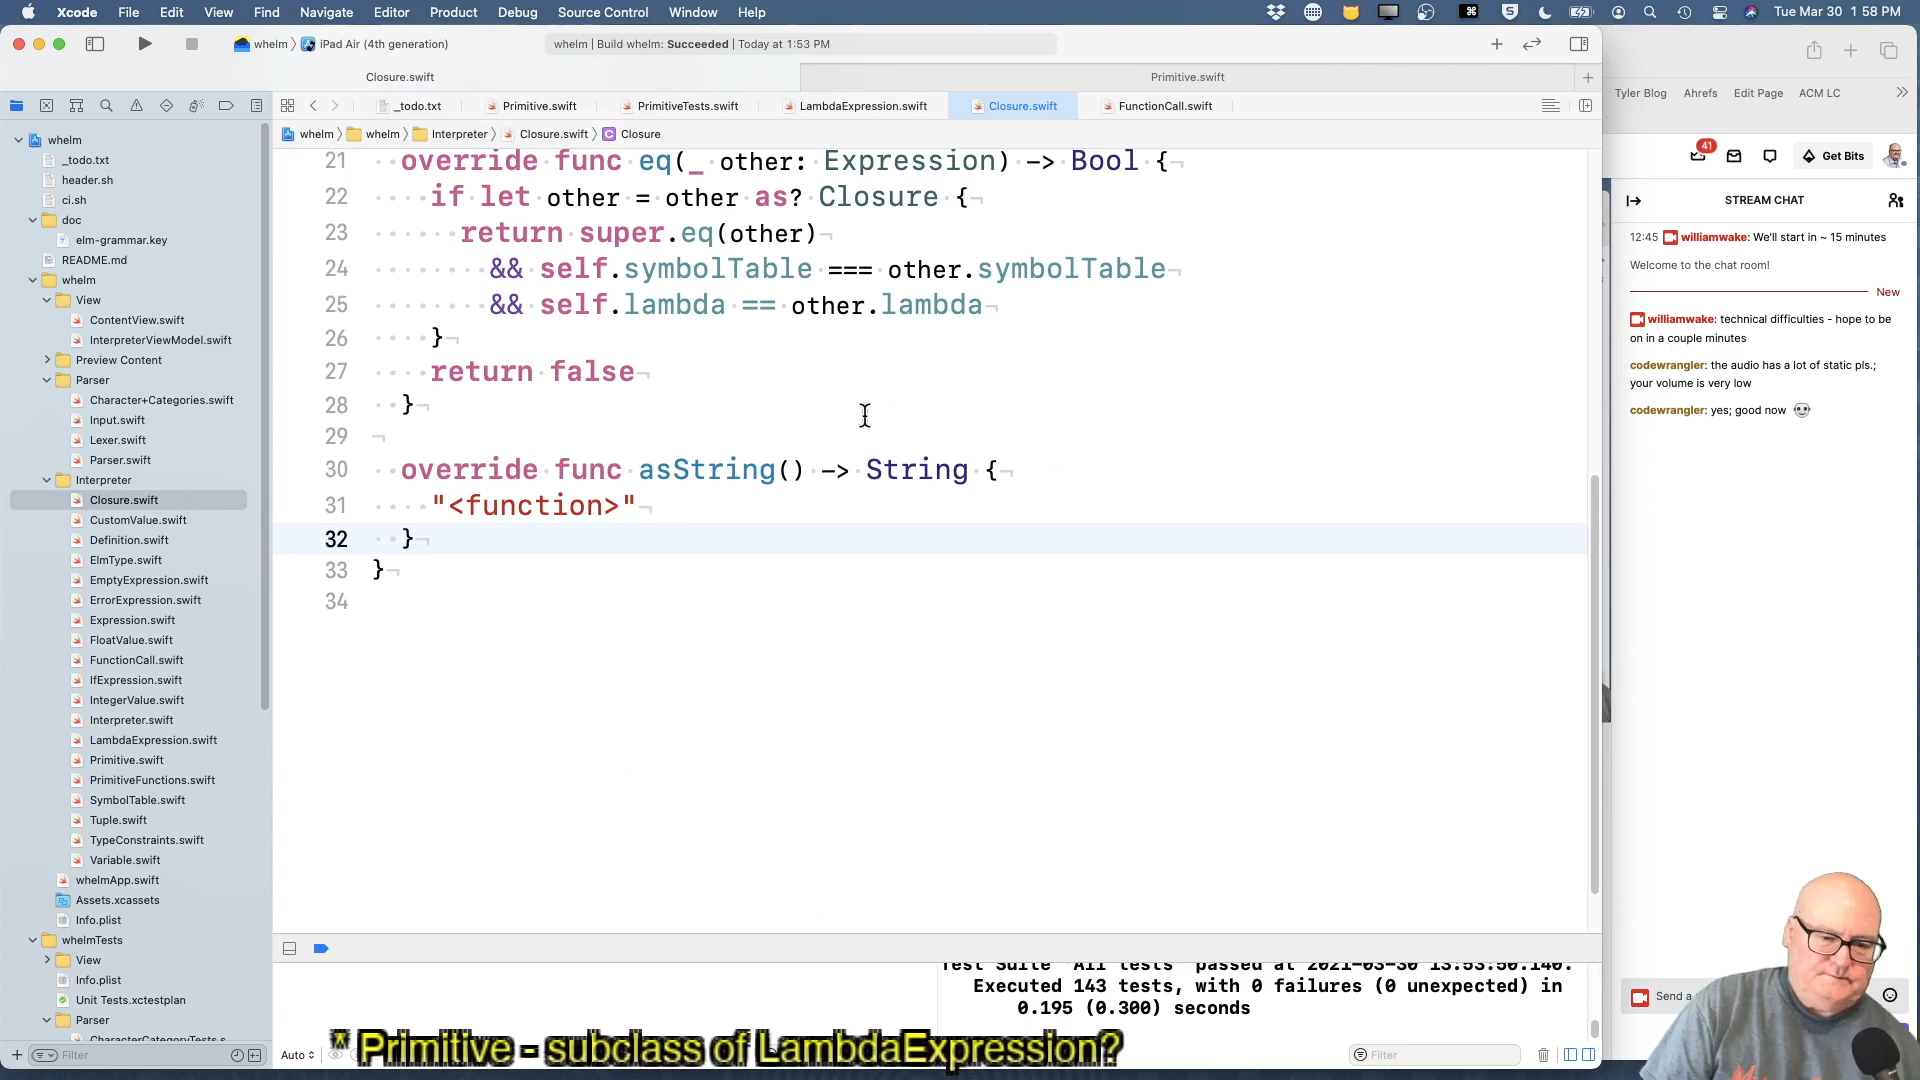 Xcode File Edit View Find Navigate Editor Product Debug Source Control Window Help
Tue Mar 30 1 58 PM
whelm iPad Air (4th generation)
whelm | Build whelm: Succeeded | Today at 1:53 PM
Closure.swift
Primitive.swift
_todo.txt Primitive.swift PrimitiveTests.swift LambdaExpression.swift Closure.swift FunctionCall.swift
whelm whelm Interpreter Closure.swift C Closure
whelm
_todo.txt
header.sh
ci.sh
doc
elm-grammar.key
README.md
whelm
View
ContentView.swift
InterpreterViewModel.swift
Preview Content
Parser
Character+Categories.swift
Input.swift
Lexer.swift
Parser.swift
Interpreter
Closure.swift
CustomValue.swift
Definition.swift
ElmType.swift
EmptyExpression.swift
ErrorExpression.swift
Expression.swift
FloatValue.swift
FunctionCall.swift
IfExpression.swift
IntegerValue.swift
Interpreter.swift
LambdaExpression.swift
Primitive.swift
PrimitiveFunctions.swift
SymbolTable.swift
Tuple.swift
TypeConstraints.swift
Variable.swift
whelmApp.swift
Assets.xcassets
Info.plist
whelmTests
View
Info.plist
Unit Tests.xctestplan
Parser
CharacterCategoryTests.s
Filter
21 override func eq(_ other: Expression) -> Bool {
22 if let other = other as? Closure {
23 return super.eq(other)
24 && self.symbolTable === other.symbolTable
25 && self.lambda == other.lambda
26 }
27 return false
28 }
29
30 override func asString() -> String {
31 "<function>"
32 }
33 }
34
Test Suite 'All tests' passed at 2021-03-30 13:53:50.140.
Executed 143 tests, with 0 failures (0 unexpected) in
0.195 (0.300) seconds
Auto
* Primitive - subclass of LambdaExpression?
Filter
Tyler Blog Ahrefs Edit Page ACM LC
41
Get Bits
STREAM CHAT
12:45 williamwake: We'll start in ~ 15 minutes
Welcome to the chat room!
New
williamwake: technical difficulties - hope to be
on in a couple minutes
codewrangler: the audio has a lot of static pls.;
your volume is very low
codewrangler: yes; good now
Send a